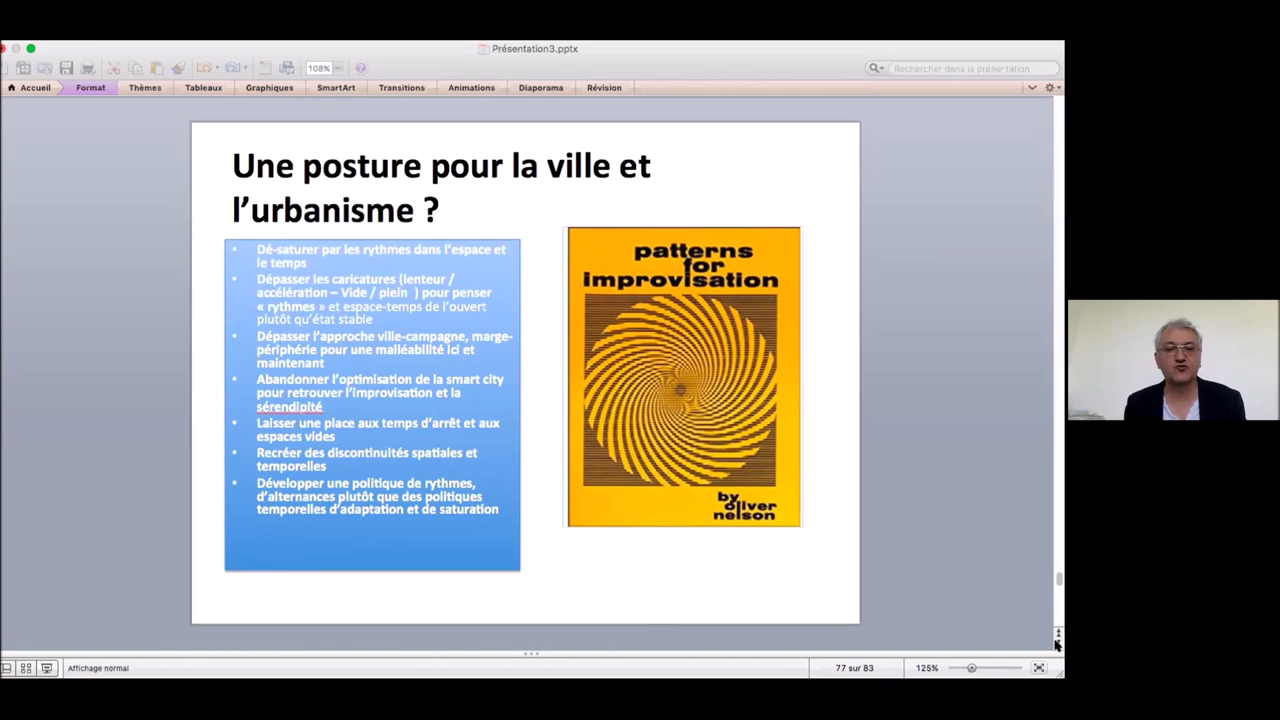 Présentation3.pptx
108%
Rechercher dans la présentation
Accueil
Format
Thèmes
Tableaux
Graphiques
SmartArt
Transitions
Animations
Diaporama
Révision
Une posture pour la ville et
l’urbanisme ?
• Dé-saturer par les rythmes dans l’espace et
le temps
• Dépasser les caricatures (lenteur /
accélération – Vide / plein ) pour penser
« rythmes » et espace-temps de l’ouvert
plutôt qu’état stable
• Dépasser l’approche ville-campagne, marge-
périphérie pour une malléabilité ici et
maintenant
• Abandonner l’optimisation de la smart city
pour retrouver l’improvisation et la
sérendipité
• Laisser une place aux temps d’arrêt et aux
espaces vides
• Recréer des discontinuités spatiales et
temporelles
• Développer une politique de rythmes,
d’alternances plutôt que des politiques
temporelles d’adaptation et de saturation
patterns
for
improvisation
by
oliver
nelson
Affichage normal
77 sur 83
125%